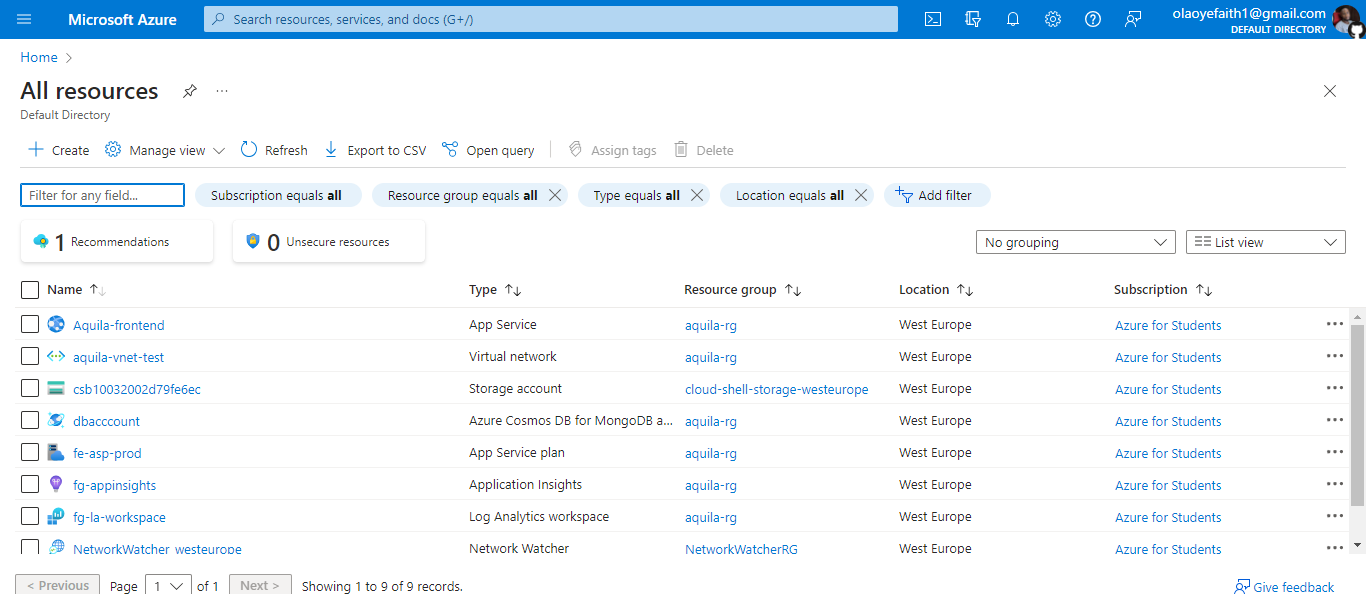 Microsoft Azure
Search resources, services, and docs (G+/)
olaoyefaith1@gmail.com
DEFAULT DIRECTORY
Home
All resources
...
Default Directory
Create Manage view Refresh Export to CSV Open query Assign tags Delete
Filter for any field... Subscription equals all Resource group equals all Type equals all Location equals all Add filter
1 Recommendations 0 Unsecure resources No grouping List view
Name Type Resource group Location Subscription
Aquila-frontend App Service aquila-rg West Europe Azure for Students
aquila-vnet-test Virtual network aquila-rg West Europe Azure for Students
csb10032002d79fe6ec Storage account cloud-shell-storage-westeurope West Europe Azure for Students
dbacccount Azure Cosmos DB for MongoDB a... aquila-rg West Europe Azure for Students
fe-asp-prod App Service plan aquila-rg West Europe Azure for Students
fg-appinsights Application Insights aquila-rg West Europe Azure for Students
fg-la-workspace Log Analytics workspace aquila-rg West Europe Azure for Students
NetworkWatcher_westeurope Network Watcher NetworkWatcherRG West Europe Azure for Students
< Previous Page 1 of 1 Next > Showing 1 to 9 of 9 records. Give feedback